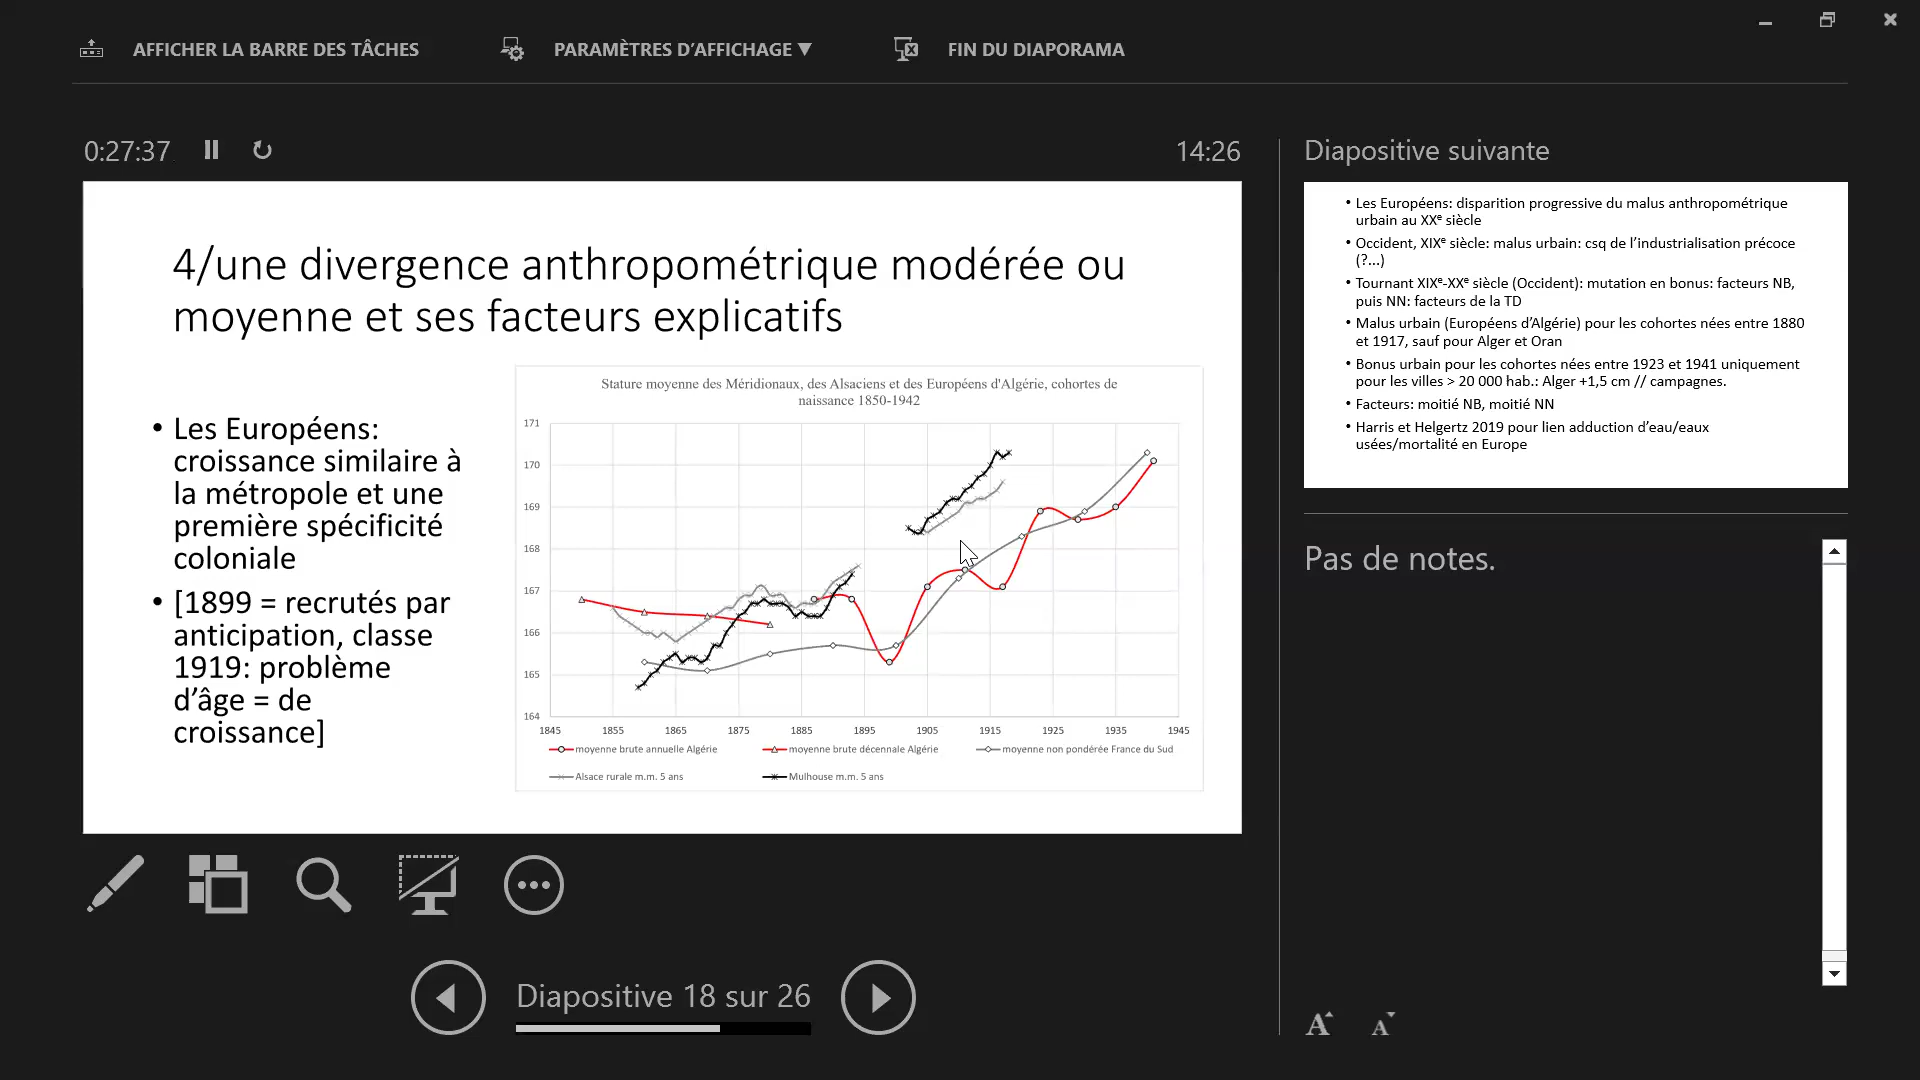 AFFICHER LA BARRE DES TÂCHES
PARAMÈTRES D'AFFICHAGE ▼
FIN DU DIAPORAMA
0:27:37
14:26
4/une divergence anthropométrique modérée ou
moyenne et ses facteurs explicatifs
• Les Européens:
croissance similaire à
la métropole et une
première spécificité
coloniale
• [1899 = recrutés par
anticipation, classe
1919: problème
d'âge = de
croissance]
Stature moyenne des Méridionaux, des Alsaciens et des Européens d'Algérie, cohortes de
naissance 1850-1942
171
170
169
168
167
166
165
164
1845 1855 1865 1875 1885 1895 1905 1915 1925 1935 1945
moyenne brute annuelle Algérie
moyenne brute décennale Algérie
moyenne non pondérée France du Sud
Alsace rurale m.m. 5 ans
Mulhouse m.m. 5 ans
Diapositive 18 sur 26
Diapositive suivante
• Les Européens: disparition progressive du malus anthropométrique
urbain au XXᵉ siècle
• Occident, XIXᵉ siècle: malus urbain: csq de l'industrialisation précoce
(?...)
• Tournant XIXᵉ-XXᵉ siècle (Occident): mutation en bonus: facteurs NB,
puis NN: facteurs de la TD
• Malus urbain (Européens d'Algérie) pour les cohortes nées entre 1880
et 1917, sauf pour Alger et Oran
• Bonus urbain pour les cohortes nées entre 1923 et 1941 uniquement
pour les villes > 20 000 hab.: Alger +1,5 cm // campagnes.
• Facteurs: moitié NB, moitié NN
• Harris et Helgertz 2019 pour lien adduction d'eau/eaux
usées/mortalité en Europe
Pas de notes.
A A